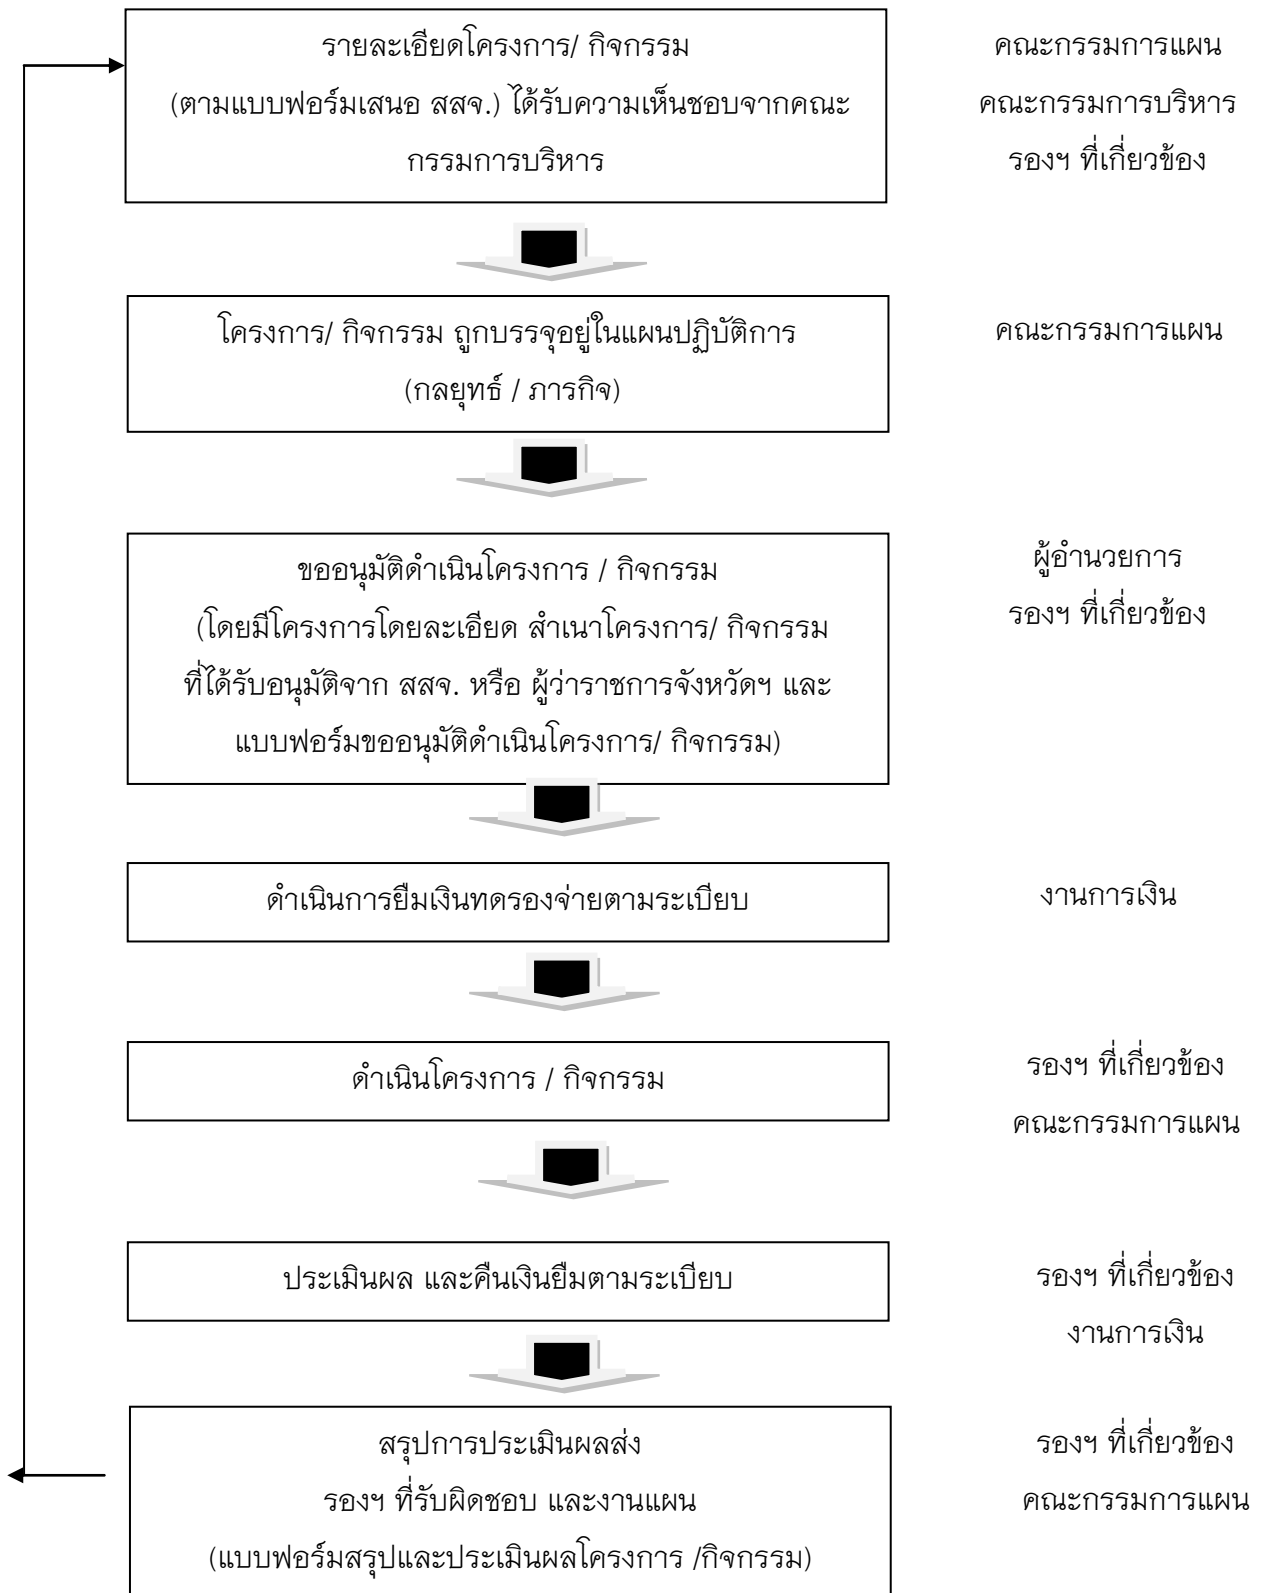 รายละเอียดโครงการ/ กิจกรรม
(ตามแบบฟอร์มเสนอ สสจ.) ได้รับความเห็นชอบจากคณะ
กรรมการบริหาร
คณะกรรมการแผน
คณะกรรมการบริหาร
รองฯ ที่เกี่ยวข้อง
โครงการ/ กิจกรรม ถูกบรรจุอยู่ในแผนปฏิบัติการ
(กลยุทธ์ / ภารกิจ)
คณะกรรมการแผน
ขออนุมัติดำเนินโครงการ / กิจกรรม
(โดยมีโครงการโดยละเอียด สำเนาโครงการ/ กิจกรรม
ที่ได้รับอนุมัติจาก สสจ. หรือ ผู้ว่าราชการจังหวัดฯ และ
แบบฟอร์มขออนุมัติดำเนินโครงการ/ กิจกรรม)
ผู้อำนวยการ
รองฯ ที่เกี่ยวข้อง
ดำเนินการยืมเงินทดรองจ่ายตามระเบียบ
งานการเงิน
ดำเนินโครงการ / กิจกรรม
รองฯ ที่เกี่ยวข้อง
คณะกรรมการแผน
ประเมินผล และคืนเงินยืมตามระเบียบ
รองฯ ที่เกี่ยวข้อง
งานการเงิน
สรุปการประเมินผลส่ง
รองฯ ที่รับผิดชอบ และงานแผน
(แบบฟอร์มสรุปและประเมินผลโครงการ /กิจกรรม)
รองฯ ที่เกี่ยวข้อง
คณะกรรมการแผน